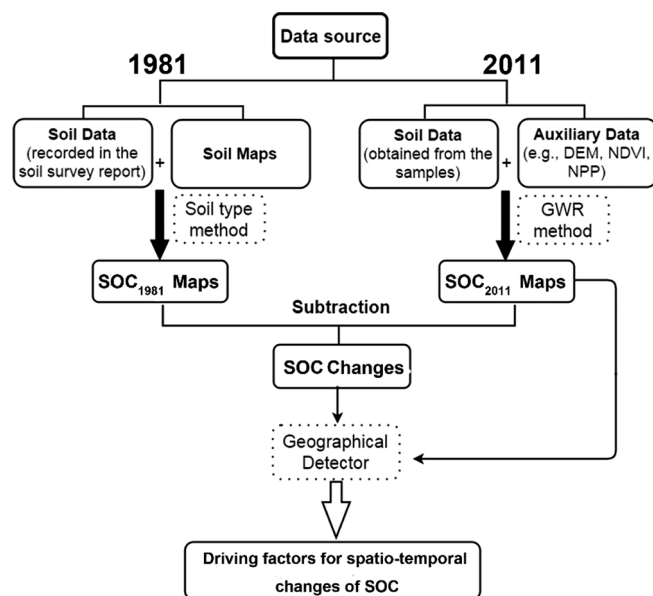 Data source
1981
2011
Soil Data
(recorded in the
soil survey report)
+
Soil Maps
Soil Data
(obtained from the
samples)
+
Auxiliary Data
(e.g., DEM, NDVI,
NPP)
Soil type
method
GWR
method
SOC1981 Maps
SOC2011 Maps
Subtraction
SOC Changes
Geographical
Detector
Driving factors for spatio-temporal
changes of SOC